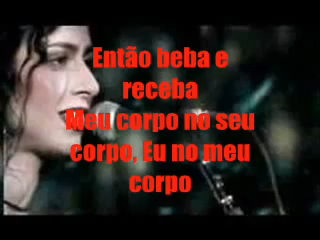 Então beba e
receba
Meu corpo no seu
corpo, Eu no meu
corpo